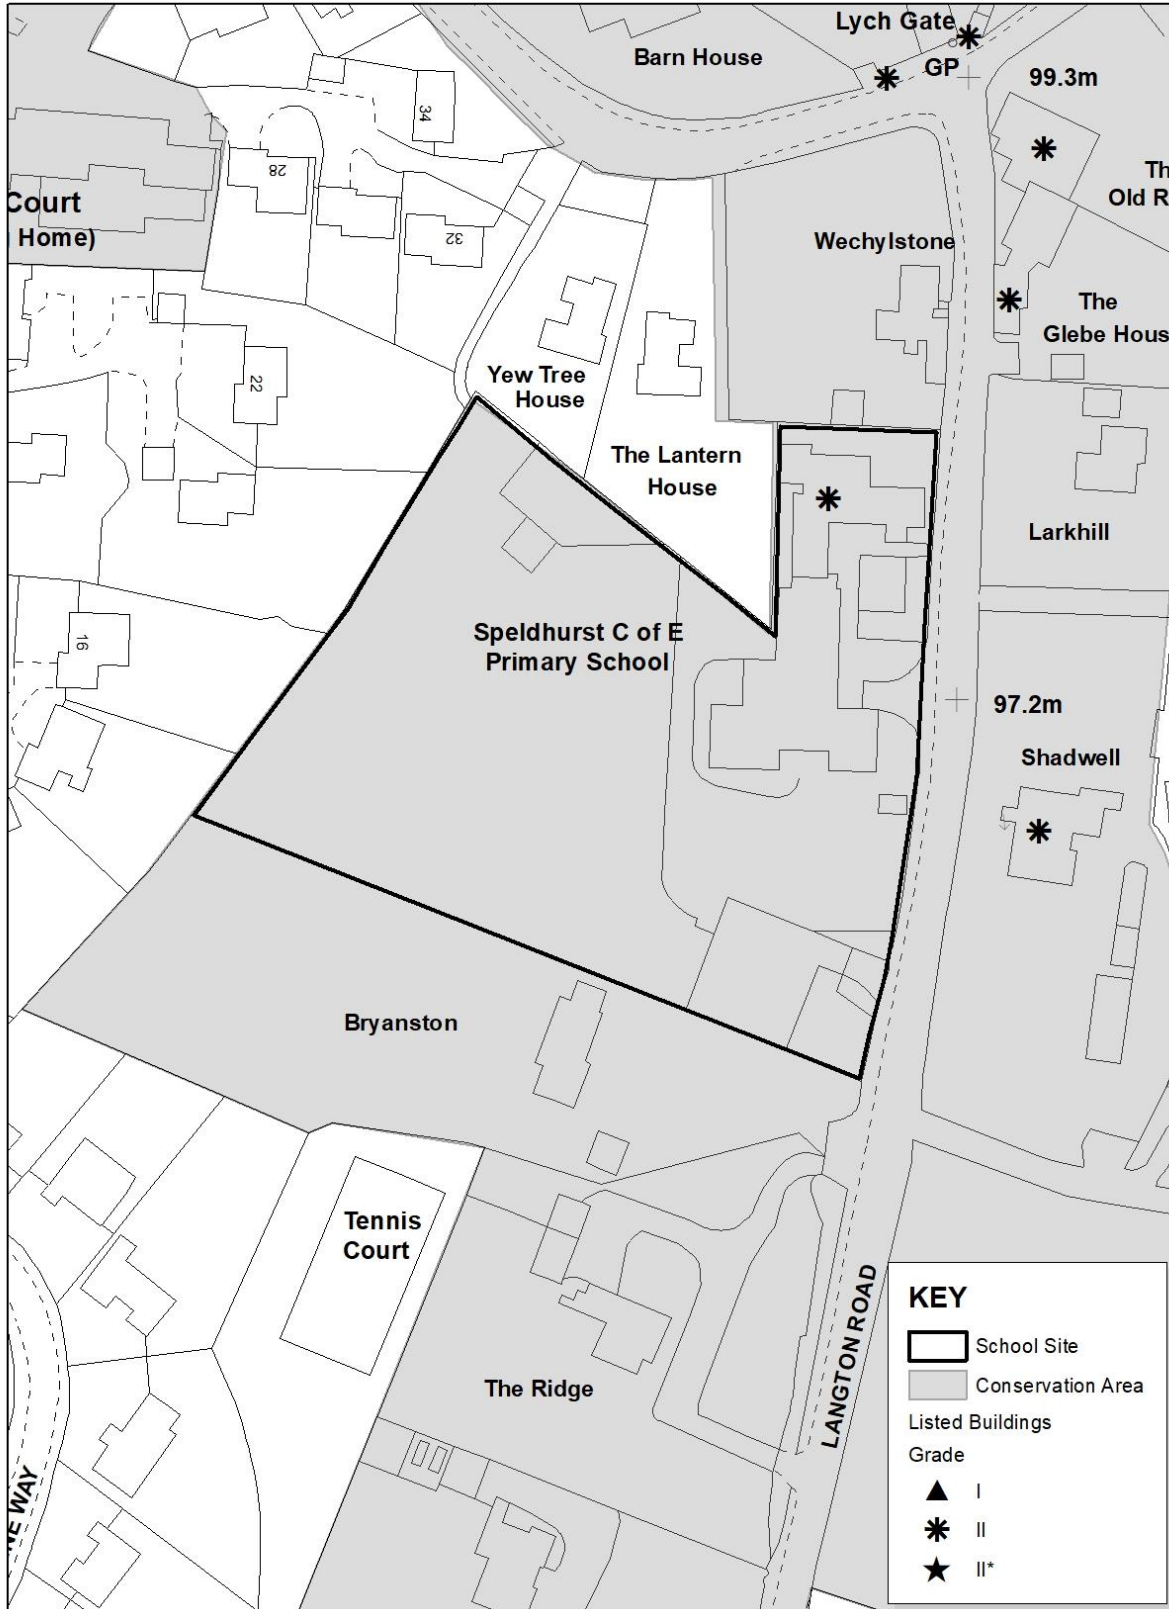 Lych Gate
Barn House
GP
99.3m
34
28
Court
Home)
32
Old R
Wechylstone
The
Glebe Hous
22
Yew Tree
House
The Lantern
House
Larkhill
Speldhurst C of E
Primary School
16
97.2m
Shadwell
Bryanston
Tennis
Court
The Ridge
LANGTON ROAD
WAY
KEY
School Site
Conservation Area
Listed Buildings
Grade
I
II
II*